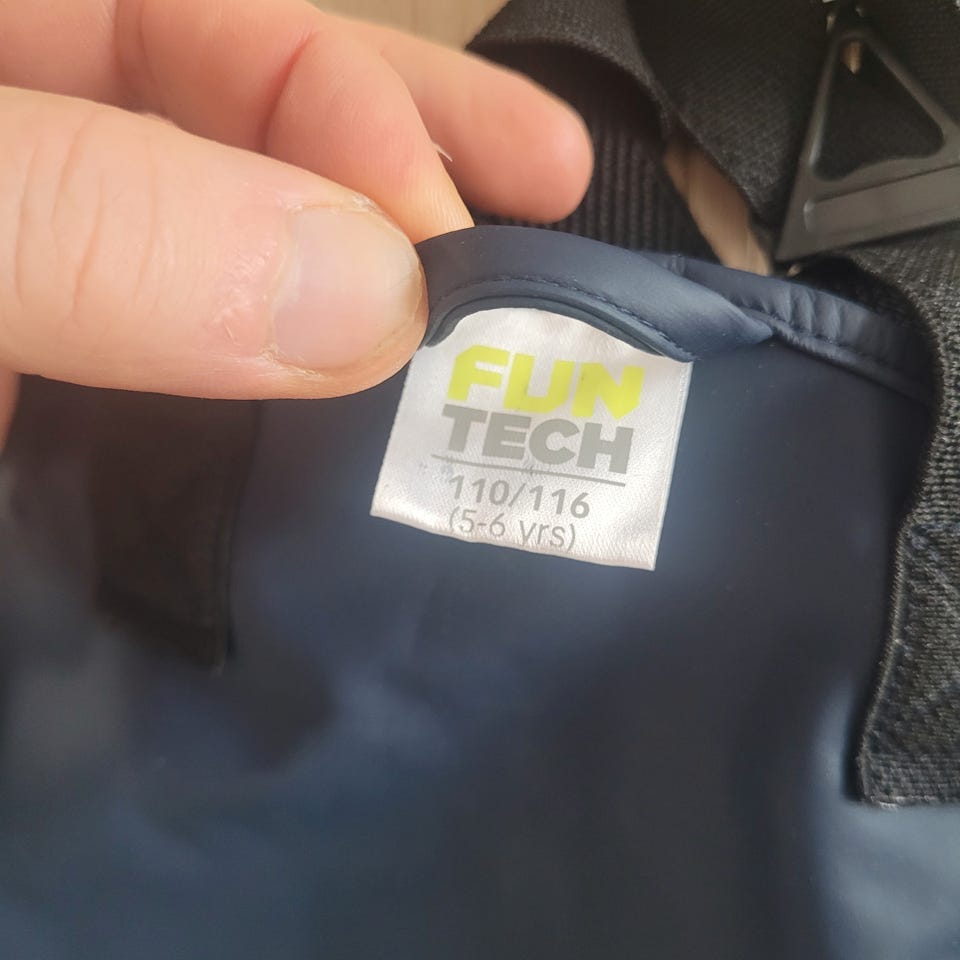 FUN
TECH
110/116
(5-6 yrs)